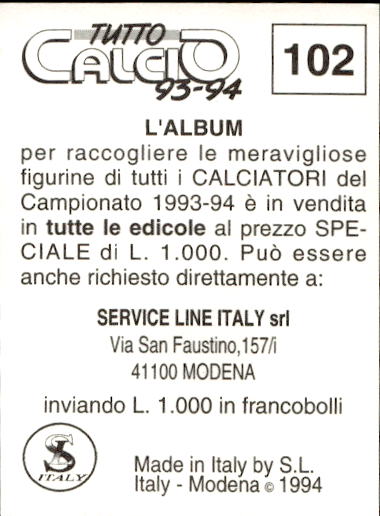 TUTTO
CALCIO
93-94
102
L'ALBUM
per raccogliere le meravigliose
figurine di tutti i CALCIATORI del
Campionato 1993-94 è in vendita
in tutte le edicole al prezzo SPE-
CIALE di L. 1.000. Può essere
anche richiesto direttamente a:
SERVICE LINE ITALY srl
Via San Faustino,157/i
41100 MODENA
inviando L. 1.000 in francobolli
SL
ITALY
Made in Italy by S.L.
Italy - Modena © 1994